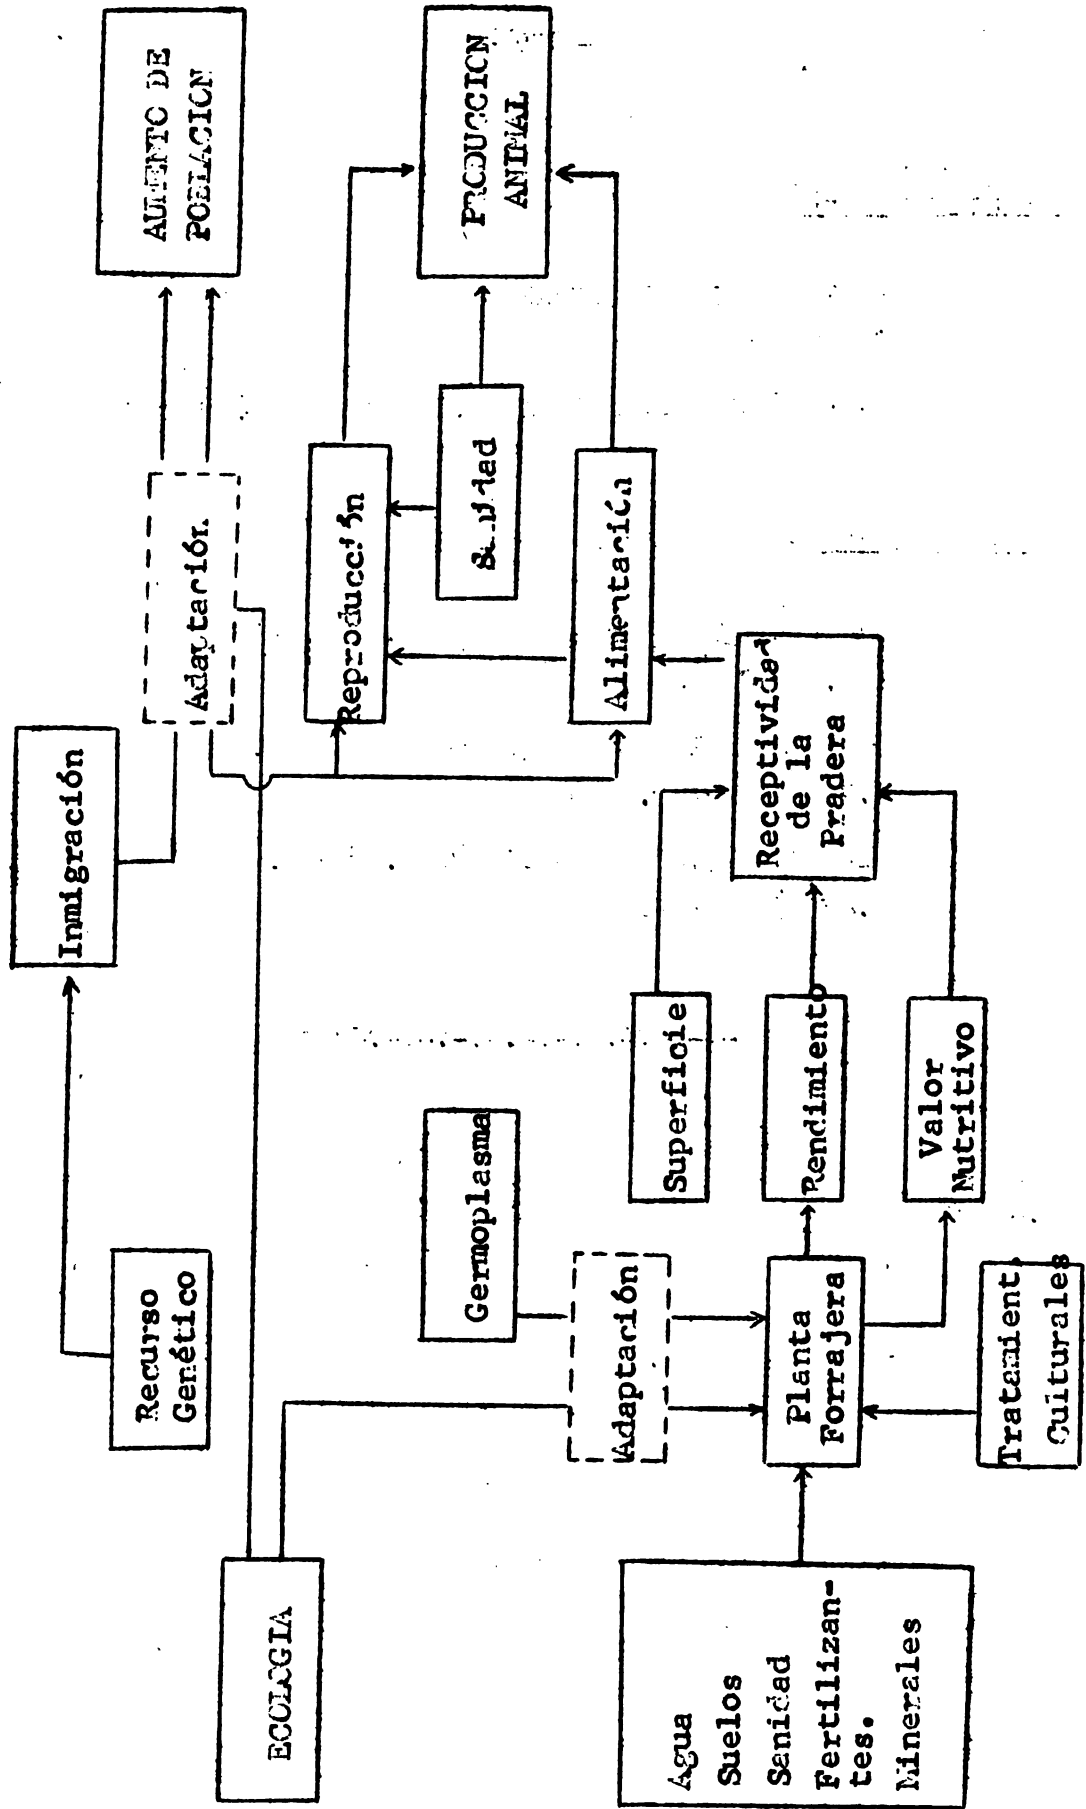 AUMENTO DE
POBLACION
PRODUCCION
ANIMAL
Adaptación
Reproducción
Sanidad
Alimentación
Inmigración
Receptividad
de la
Pradera
Superficie
Rendimiento
Valor
Nutritivo
Germoplasma
Recurso
Genético
Adaptación
Planta
Forrajera
Tratamient
Culturales
ECOLOGIA
Agua
Suelos
Sanidad
Fertilizan-
tes.
Minerales